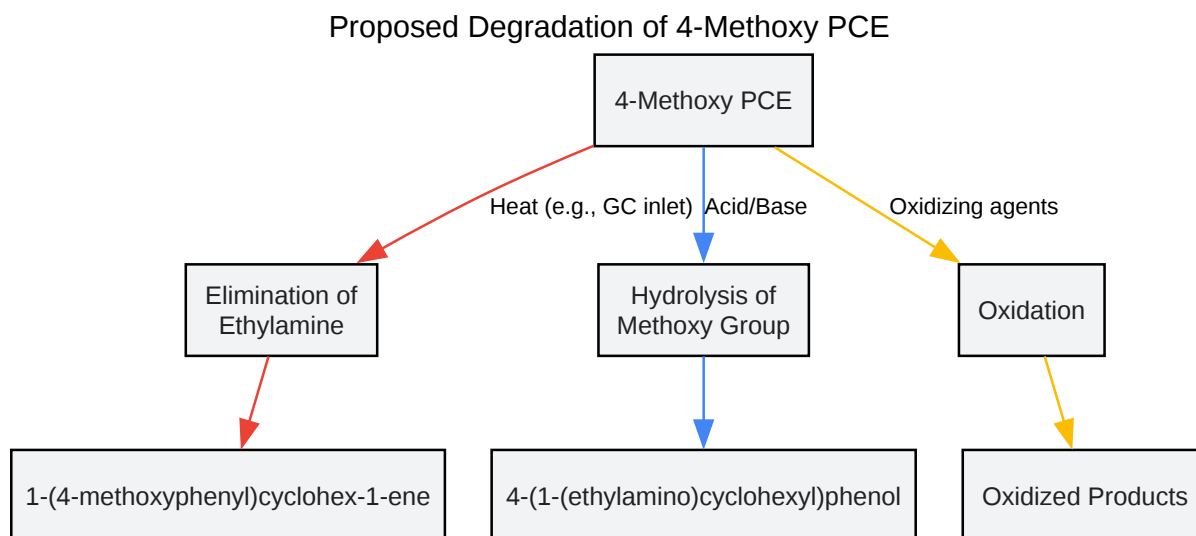 Proposed Degradation of 4-Methoxy PCE
4-Methoxy PCE
Heat (e.g., GC inlet)
Acid/Base
Oxidizing agents
Elimination of
Ethylamine
Hydrolysis of
Methoxy Group
Oxidation
1-(4-methoxyphenyl)cyclohex-1-ene
4-(1-(ethylamino)cyclohexyl)phenol
Oxidized Products